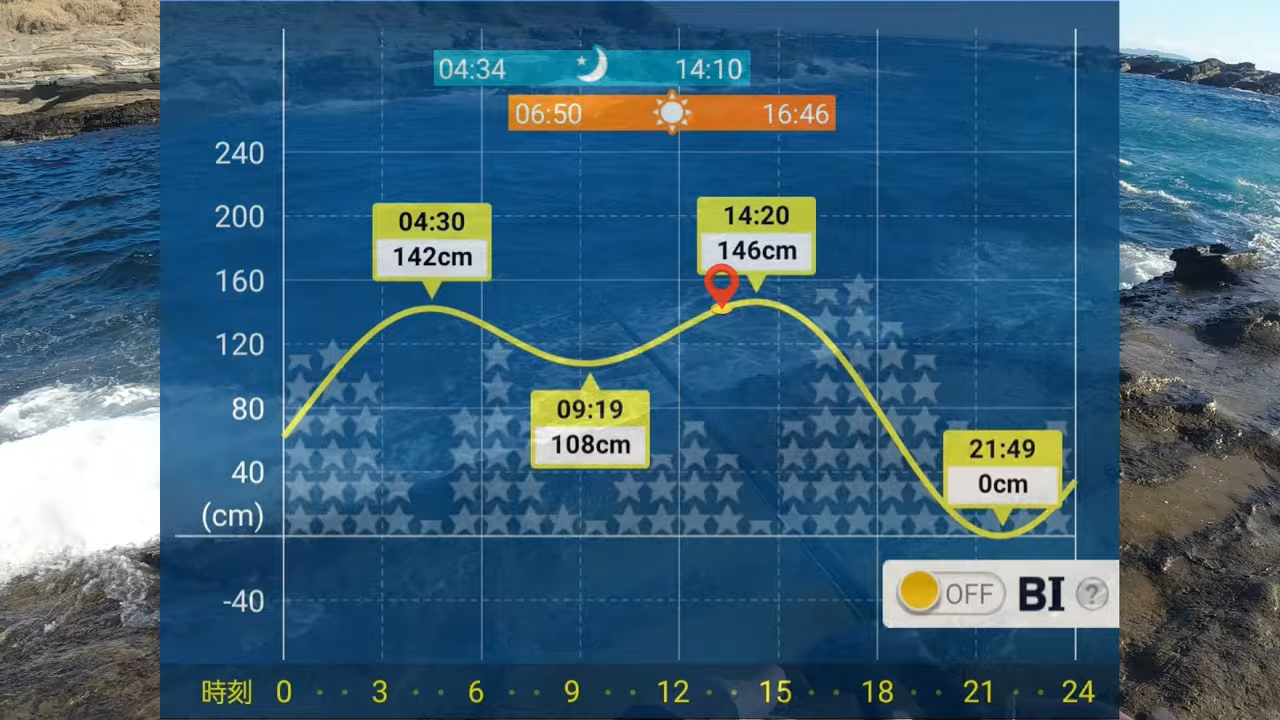 04:34 14:10
06:50 16:46
240
200
160
120
80
40
(cm)
-40
04:30
142cm
14:20
146cm
09:19
108cm
21:49
0cm
OFF BI ?
時刻 0 3 6 9 12 15 18 21 24